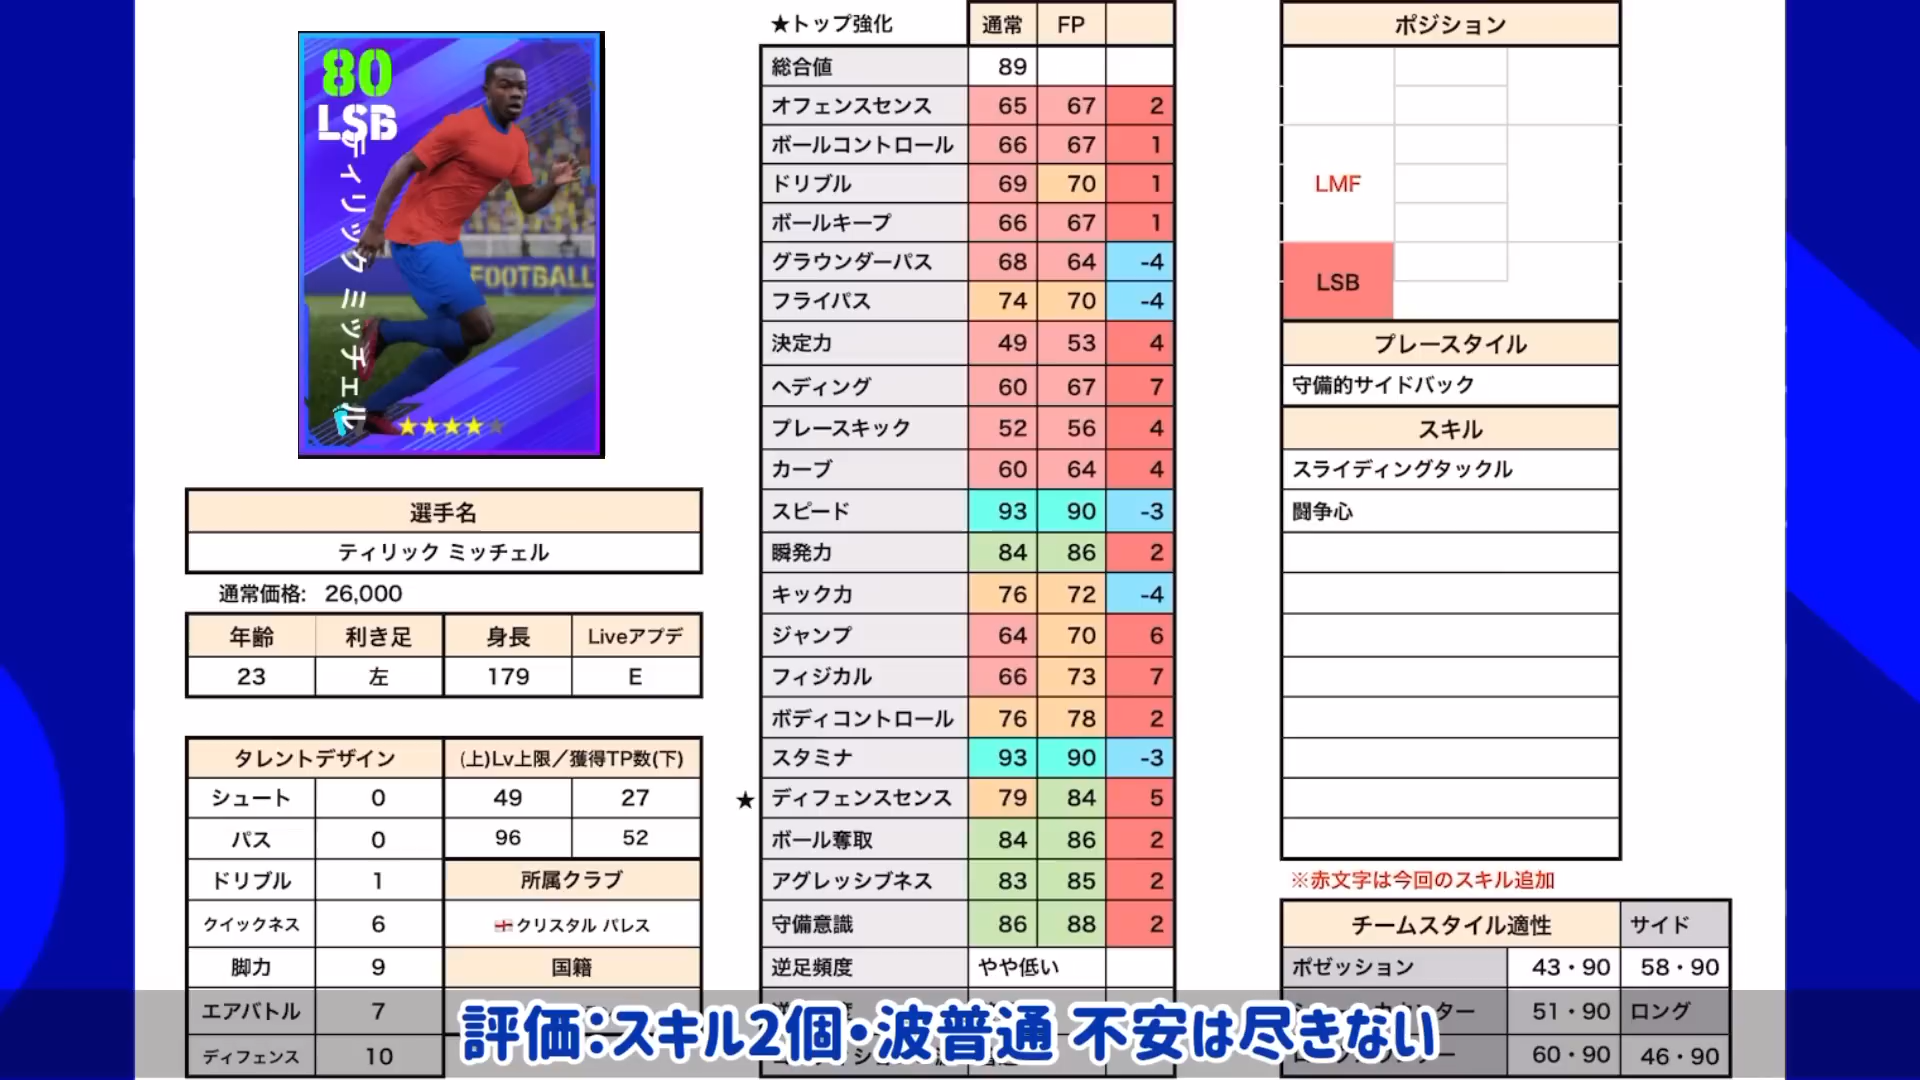 80
LSB
ティリック ミッチェル
FOOTBALL
選手名
ティリック ミッチェル
通常価格: 26,000
年齢 利き足 身長 Liveアプデ
23 左 179 E
タレントデザイン (上)Lv上限／獲得TP数(下)
シュート 0 49 27
パス 0 96 52
ドリブル 1 所属クラブ
クイックネス 6 クリスタル パレス
脚力 9 国籍
エアバトル 7
ディフェンス 10
★トップ強化 通常 FP
総合値 89
オフェンスセンス 65 67 2
ボールコントロール 66 67 1
ドリブル 69 70 1
ボールキープ 66 67 1
グラウンダーパス 68 64 -4
フライパス 74 70 -4
決定力 49 53 4
ヘディング 60 67 7
プレースキック 52 56 4
カーブ 60 64 4
スピード 93 90 -3
瞬発力 84 86 2
キック力 76 72 -4
ジャンプ 64 70 6
フィジカル 66 73 7
ボディコントロール 76 78 2
スタミナ 93 90 -3
★ ディフェンスセンス 79 84 5
ボール奪取 84 86 2
アグレッシブネス 83 85 2
守備意識 86 88 2
逆足頻度 やや低い
ポジション
LMF
LSB
プレースタイル
守備的サイドバック
スキル
スライディングタックル
闘争心
※赤文字は今回のスキル追加
チームスタイル適性 サイド
ポゼッション 43・90 58・90
51・90 ロング
60・90 46・90
評価:スキル2個・波普通 不安は尽きない